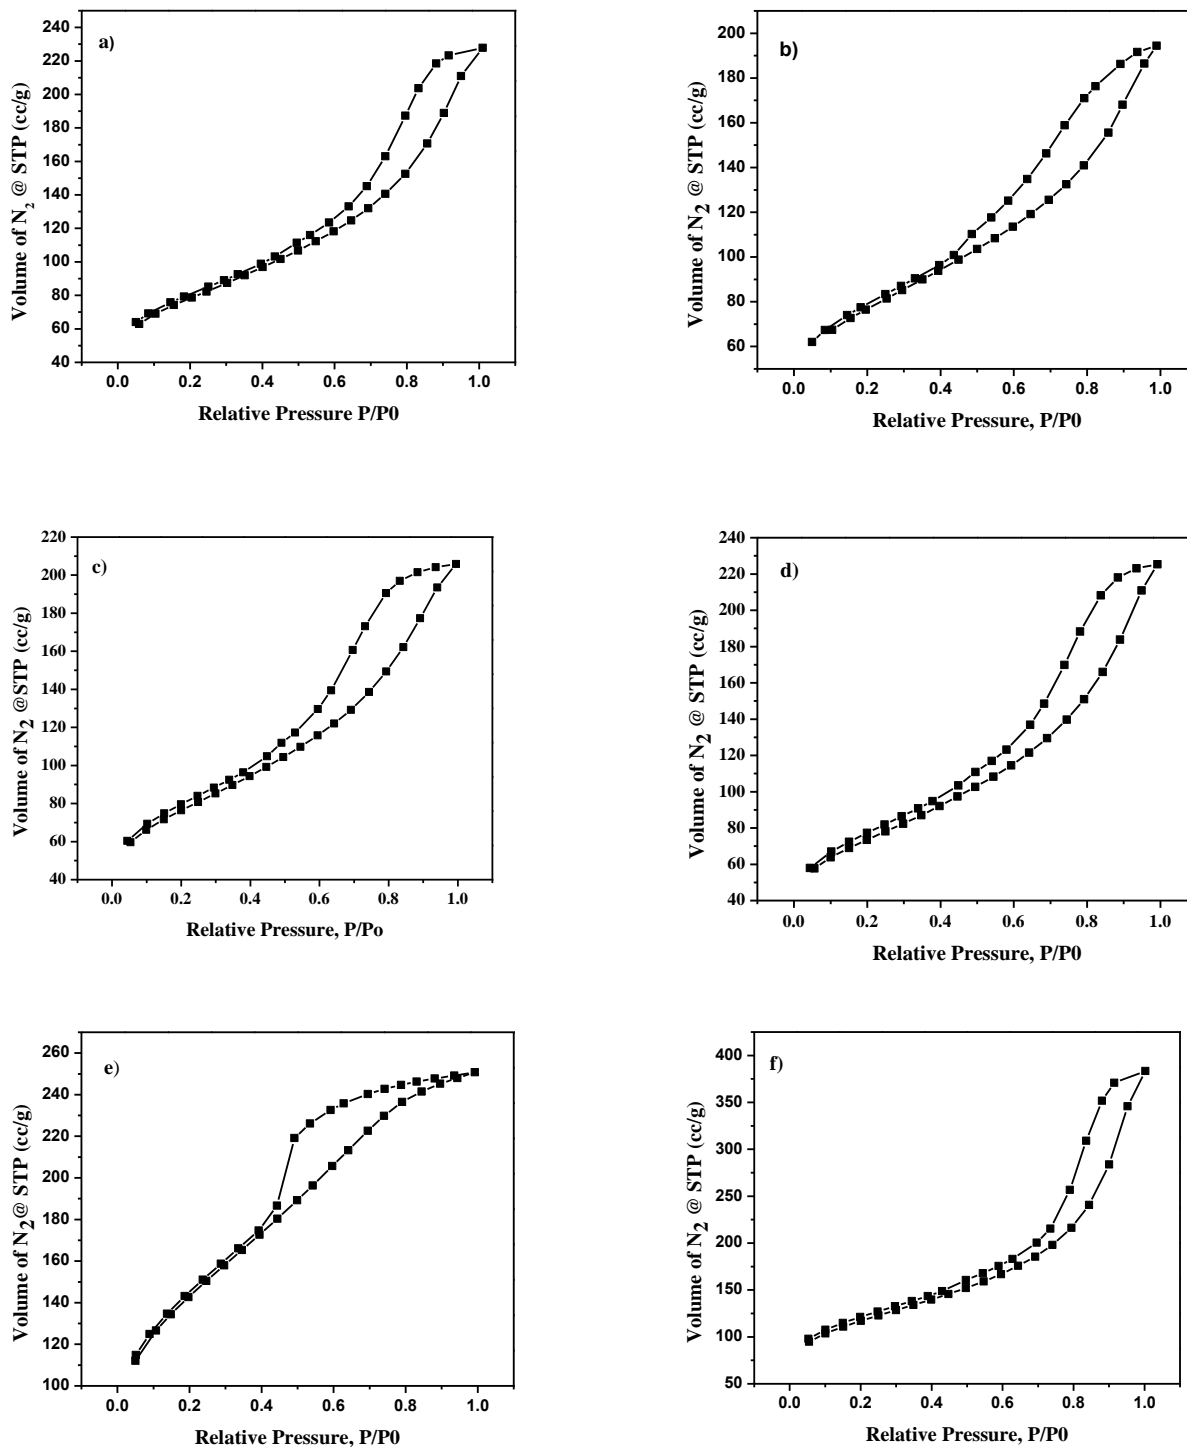 a)
240
220
200
180
160
140
120
100
80
60
40
0.0 0.2 0.4 0.6 0.8 1.0
Volume of N2 @ STP (cc/g)
Relative Pressure P/P0
b)
200
180
160
140
120
100
80
60
0.0 0.2 0.4 0.6 0.8 1.0
Volume of N2 @ STP (cc/g)
Relative Pressure, P/P0
c)
220
200
180
160
140
120
100
80
60
40
0.0 0.2 0.4 0.6 0.8 1.0
Volume of N2 @STP (cc/g)
Relative Pressure, P/Po
d)
240
220
200
180
160
140
120
100
80
60
40
0.0 0.2 0.4 0.6 0.8 1.0
Volume of N2 @ STP (cc/g)
Relative Pressure, P/P0
e)
260
240
220
200
180
160
140
120
100
0.0 0.2 0.4 0.6 0.8 1.0
Volume of N2@ STP (cc/g)
Relative Pressure, P/P0
f)
400
350
300
250
200
150
100
50
0.0 0.2 0.4 0.6 0.8 1.0
Volume of N2 @ STP (cc/g)
Relative Pressure, P/P0